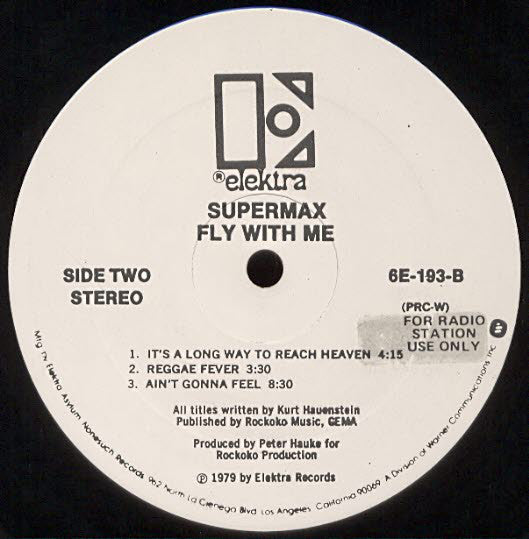 ® elektra
SUPERMAX
FLY WITH ME
SIDE TWO
STEREO
6E-193-B
(PRC-W)
FOR RADIO
STATION
USE ONLY
1. IT'S A LONG WAY TO REACH HEAVEN 4:15
2. REGGAE FEVER 3:30
3. AIN'T GONNA FEEL 8:30
All titles written by Kurt Hauenstein
Published by Rockoko Music, GEMA
Produced by Peter Hauke for
Rockoko Production
℗ 1979 by Elektra Records
Elektra Asylum Nonesuch Records 962 North La Cienega Blvd Los Angeles California 90069 A Division of Warner Communications Inc